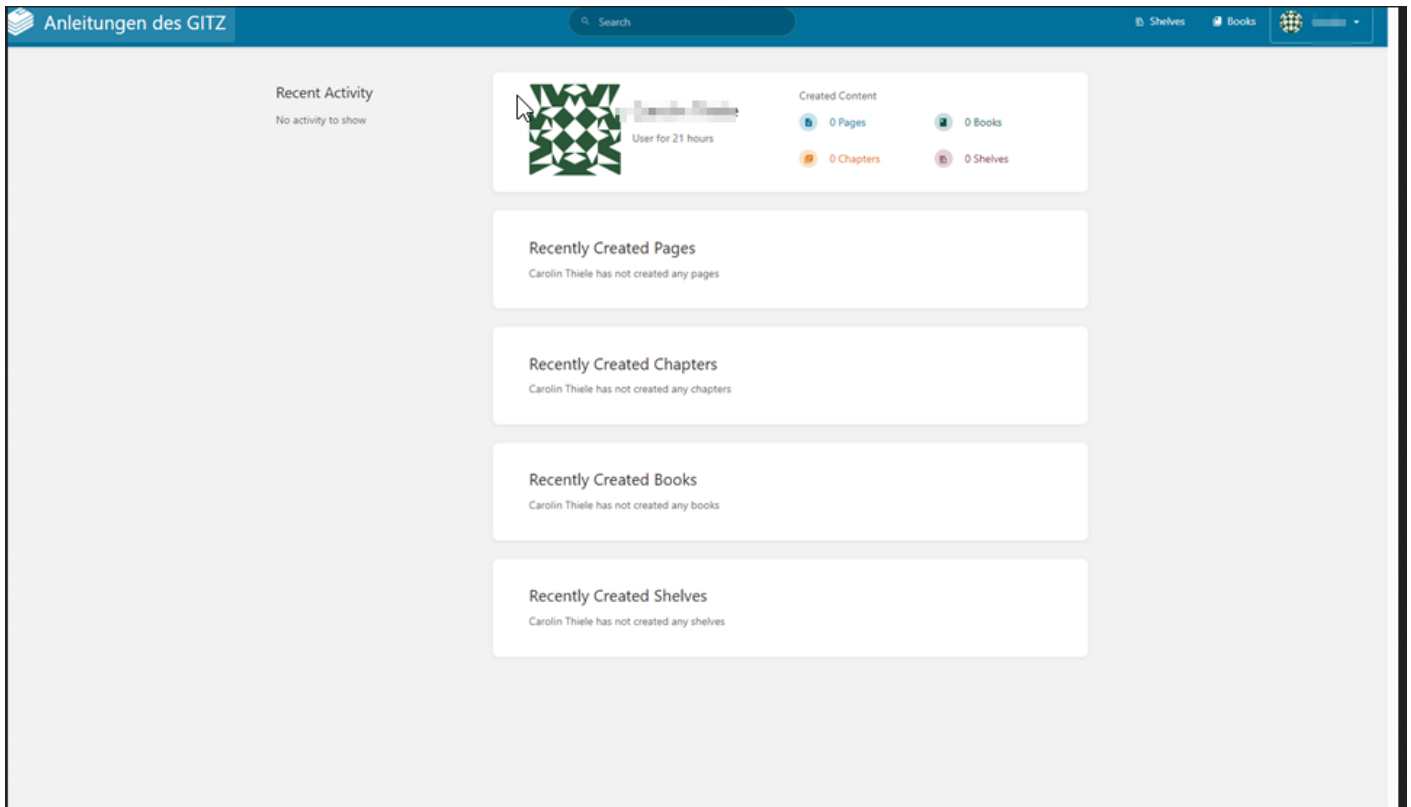 Anleitungen des GITZ
Search
Shelves
Books
Recent Activity
No activity to show
User for 21 hours
Created Content
0 Pages
0 Books
0 Chapters
0 Shelves
Recently Created Pages
Carolin Thiele has not created any pages
Recently Created Chapters
Carolin Thiele has not created any chapters
Recently Created Books
Carolin Thiele has not created any books
Recently Created Shelves
Carolin Thiele has not created any shelves